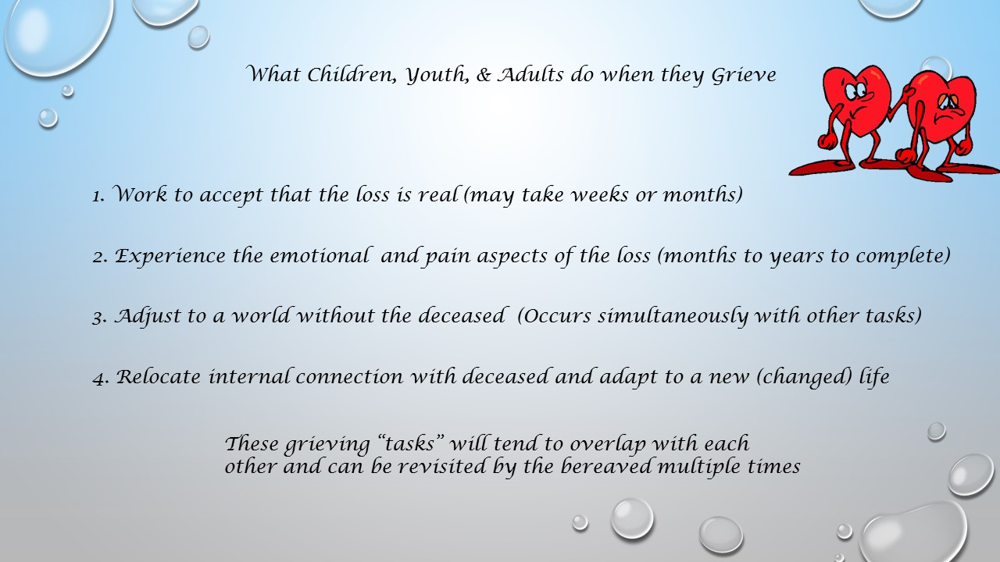 What Children, Youth, & Adults do when they Grieve
1. Work to accept that the loss is real (may take weeks or months)
2. Experience the emotional and pain aspects of the loss (months to years to complete)
3. Adjust to a world without the deceased (Occurs simultaneously with other tasks)
4. Relocate internal connection with deceased and adapt to a new (changed) life
These grieving “tasks” will tend to overlap with each
other and can be revisited by the bereaved multiple times